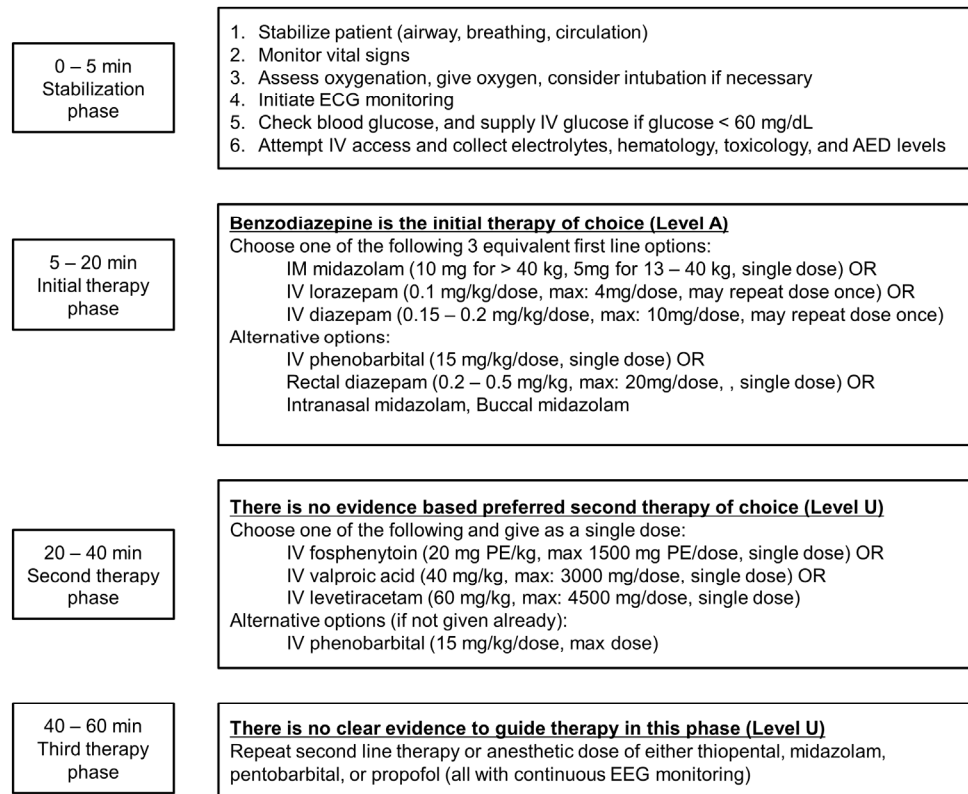 0 – 5 min
Stabilization
phase
1. Stabilize patient (airway, breathing, circulation)
2. Monitor vital signs
3. Assess oxygenation, give oxygen, consider intubation if necessary
4. Initiate ECG monitoring
5. Check blood glucose, and supply IV glucose if glucose < 60 mg/dL
6. Attempt IV access and collect electrolytes, hematology, toxicology, and AED levels
5 – 20 min
Initial therapy
phase
Benzodiazepine is the initial therapy of choice (Level A)
Choose one of the following 3 equivalent first line options:
IM midazolam (10 mg for > 40 kg, 5mg for 13 – 40 kg, single dose) OR
IV lorazepam (0.1 mg/kg/dose, max: 4mg/dose, may repeat dose once) OR
IV diazepam (0.15 – 0.2 mg/kg/dose, max: 10mg/dose, may repeat dose once)
Alternative options:
IV phenobarbital (15 mg/kg/dose, single dose) OR
Rectal diazepam (0.2 – 0.5 mg/kg, max: 20mg/dose, , single dose) OR
Intranasal midazolam, Buccal midazolam
20 – 40 min
Second therapy
phase
There is no evidence based preferred second therapy of choice (Level U)
Choose one of the following and give as a single dose:
IV fosphenytoin (20 mg PE/kg, max 1500 mg PE/dose, single dose) OR
IV valproic acid (40 mg/kg, max: 3000 mg/dose, single dose) OR
IV levetiracetam (60 mg/kg, max: 4500 mg/dose, single dose)
Alternative options (if not given already):
IV phenobarbital (15 mg/kg/dose, max dose)
40 – 60 min
Third therapy
phase
There is no clear evidence to guide therapy in this phase (Level U)
Repeat second line therapy or anesthetic dose of either thiopental, midazolam,
pentobarbital, or propofol (all with continuous EEG monitoring)